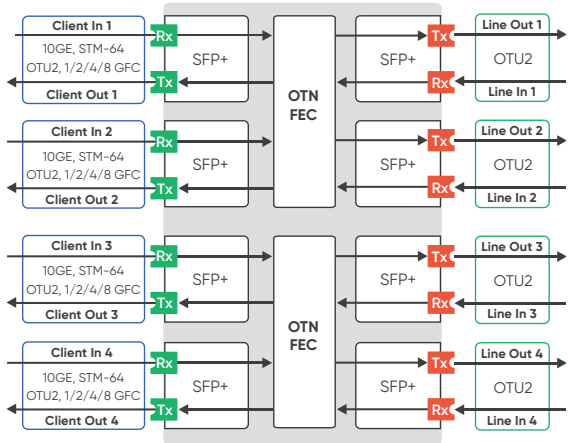 Client In 1
10GE, STM-64
OTU2, 1/2/4/8 GFC
Client Out 1
Rx
Tx
SFP+
OTN
FEC
SFP+
Tx
Rx
Line Out 1
OTU2
Line In 1
Client In 2
10GE, STM-64
OTU2, 1/2/4/8 GFC
Client Out 2
Rx
Tx
SFP+
SFP+
Tx
Rx
Line Out 2
OTU2
Line In 2
Client In 3
10GE, STM-64
OTU2, 1/2/4/8 GFC
Client Out 3
Rx
Tx
SFP+
OTN
FEC
SFP+
Tx
Rx
Line Out 3
OTU2
Line In 3
Client In 4
10GE, STM-64
OTU2, 1/2/4/8 GFC
Client Out 4
Rx
Tx
SFP+
SFP+
Tx
Rx
Line Out 4
OTU2
Line In 4